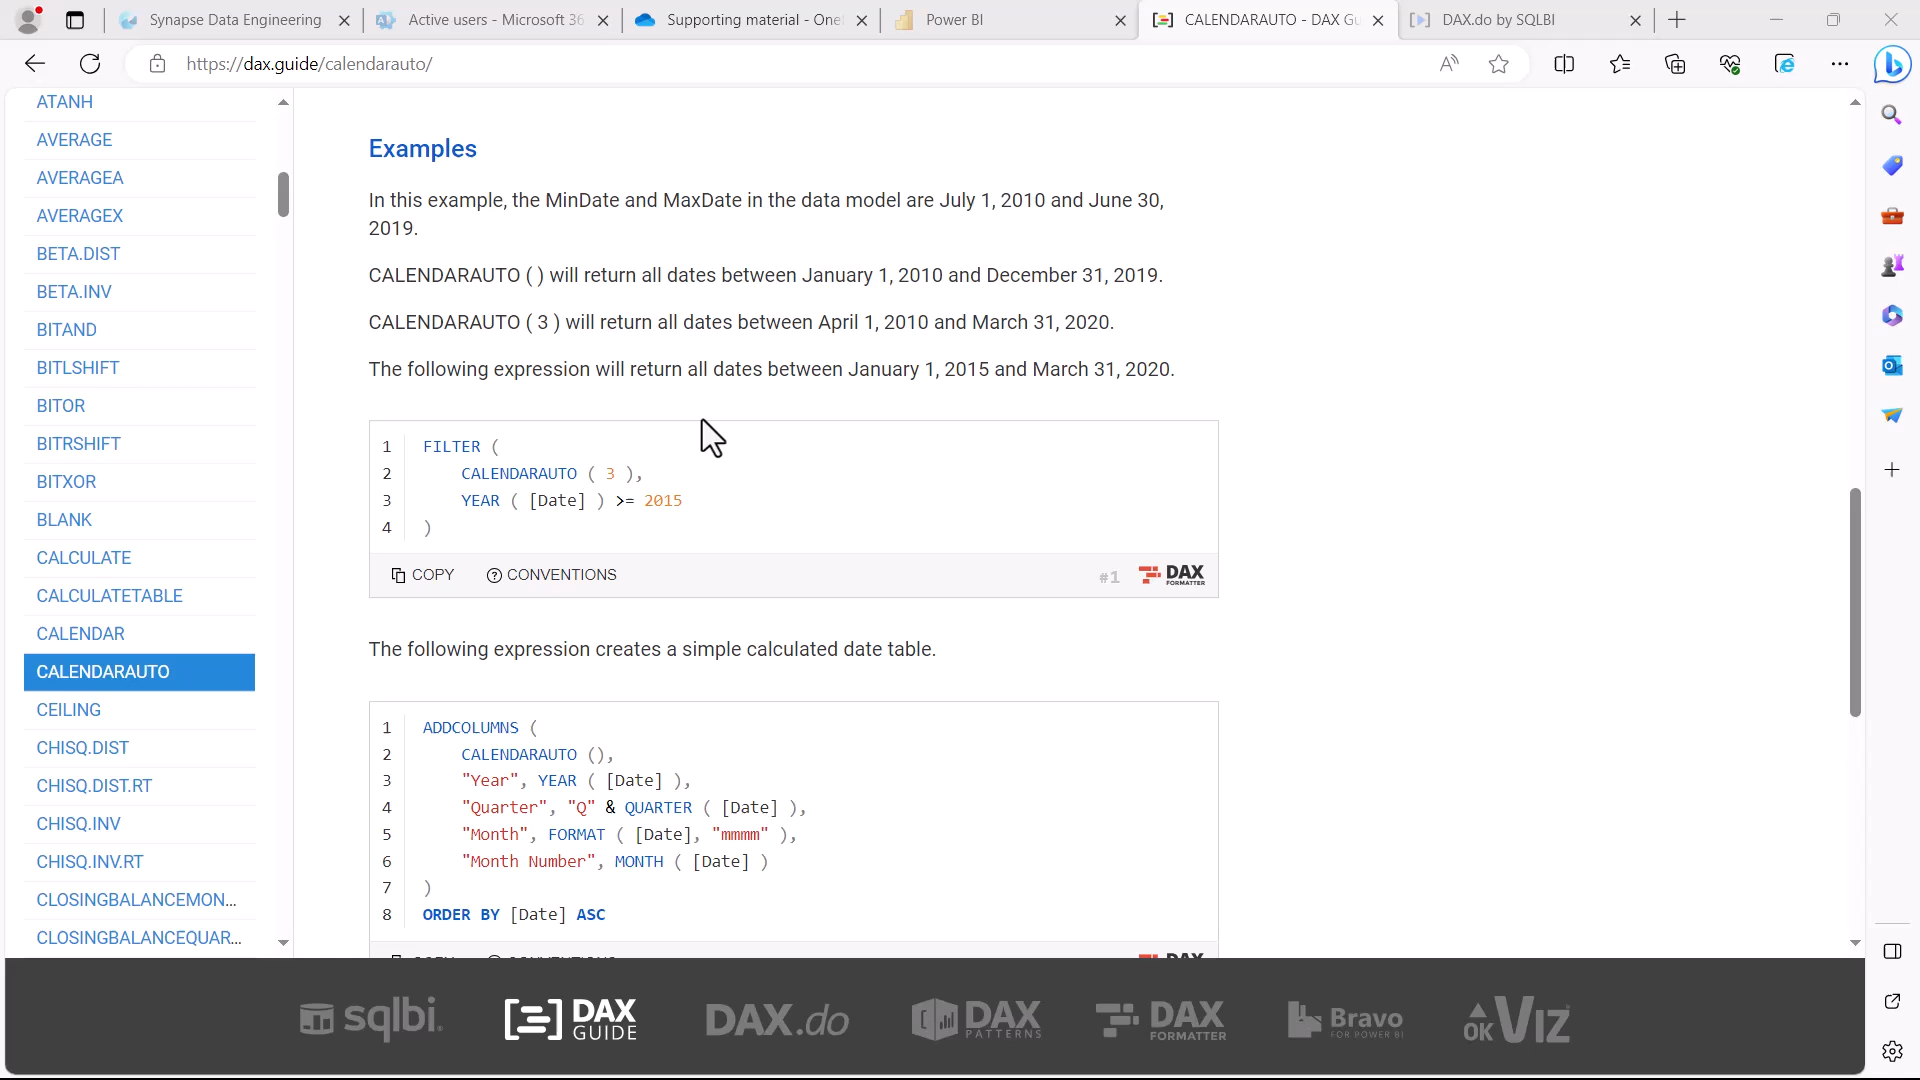 Synapse Data Engineering
Active users - Microsoft 36
Supporting material - One
Power BI
CALENDARAUTO - DAX Gu
DAX.do by SQLBI
https://dax.guide/calendarauto/
ATANH
AVERAGE
AVERAGEA
AVERAGEX
BETA.DIST
BETA.INV
BITAND
BITLSHIFT
BITOR
BITRSHIFT
BITXOR
BLANK
CALCULATE
CALCULATETABLE
CALENDAR
CALENDARAUTO
CEILING
CHISQ.DIST
CHISQ.DIST.RT
CHISQ.INV
CHISQ.INV.RT
CLOSINGBALANCEMON...
CLOSINGBALANCEQUAR...
Examples
In this example, the MinDate and MaxDate in the data model are July 1, 2010 and June 30,
2019.
CALENDARAUTO ( ) will return all dates between January 1, 2010 and December 31, 2019.
CALENDARAUTO ( 3 ) will return all dates between April 1, 2010 and March 31, 2020.
The following expression will return all dates between January 1, 2015 and March 31, 2020.
1 FILTER (
2 CALENDARAUTO ( 3 ),
3 YEAR ( [Date] ) >= 2015
4 )
COPY CONVENTIONS #1 DAX FORMATTER
The following expression creates a simple calculated date table.
1 ADDCOLUMNS (
2 CALENDARAUTO (),
3 "Year", YEAR ( [Date] ),
4 "Quarter", "Q" & QUARTER ( [Date] ),
5 "Month", FORMAT ( [Date], "mmmm" ),
6 "Month Number", MONTH ( [Date] )
7 )
8 ORDER BY [Date] ASC
sqlbi. DAX GUIDE DAX.do DAX PATTERNS DAX FORMATTER Bravo FOR POWER BI OK VIZ